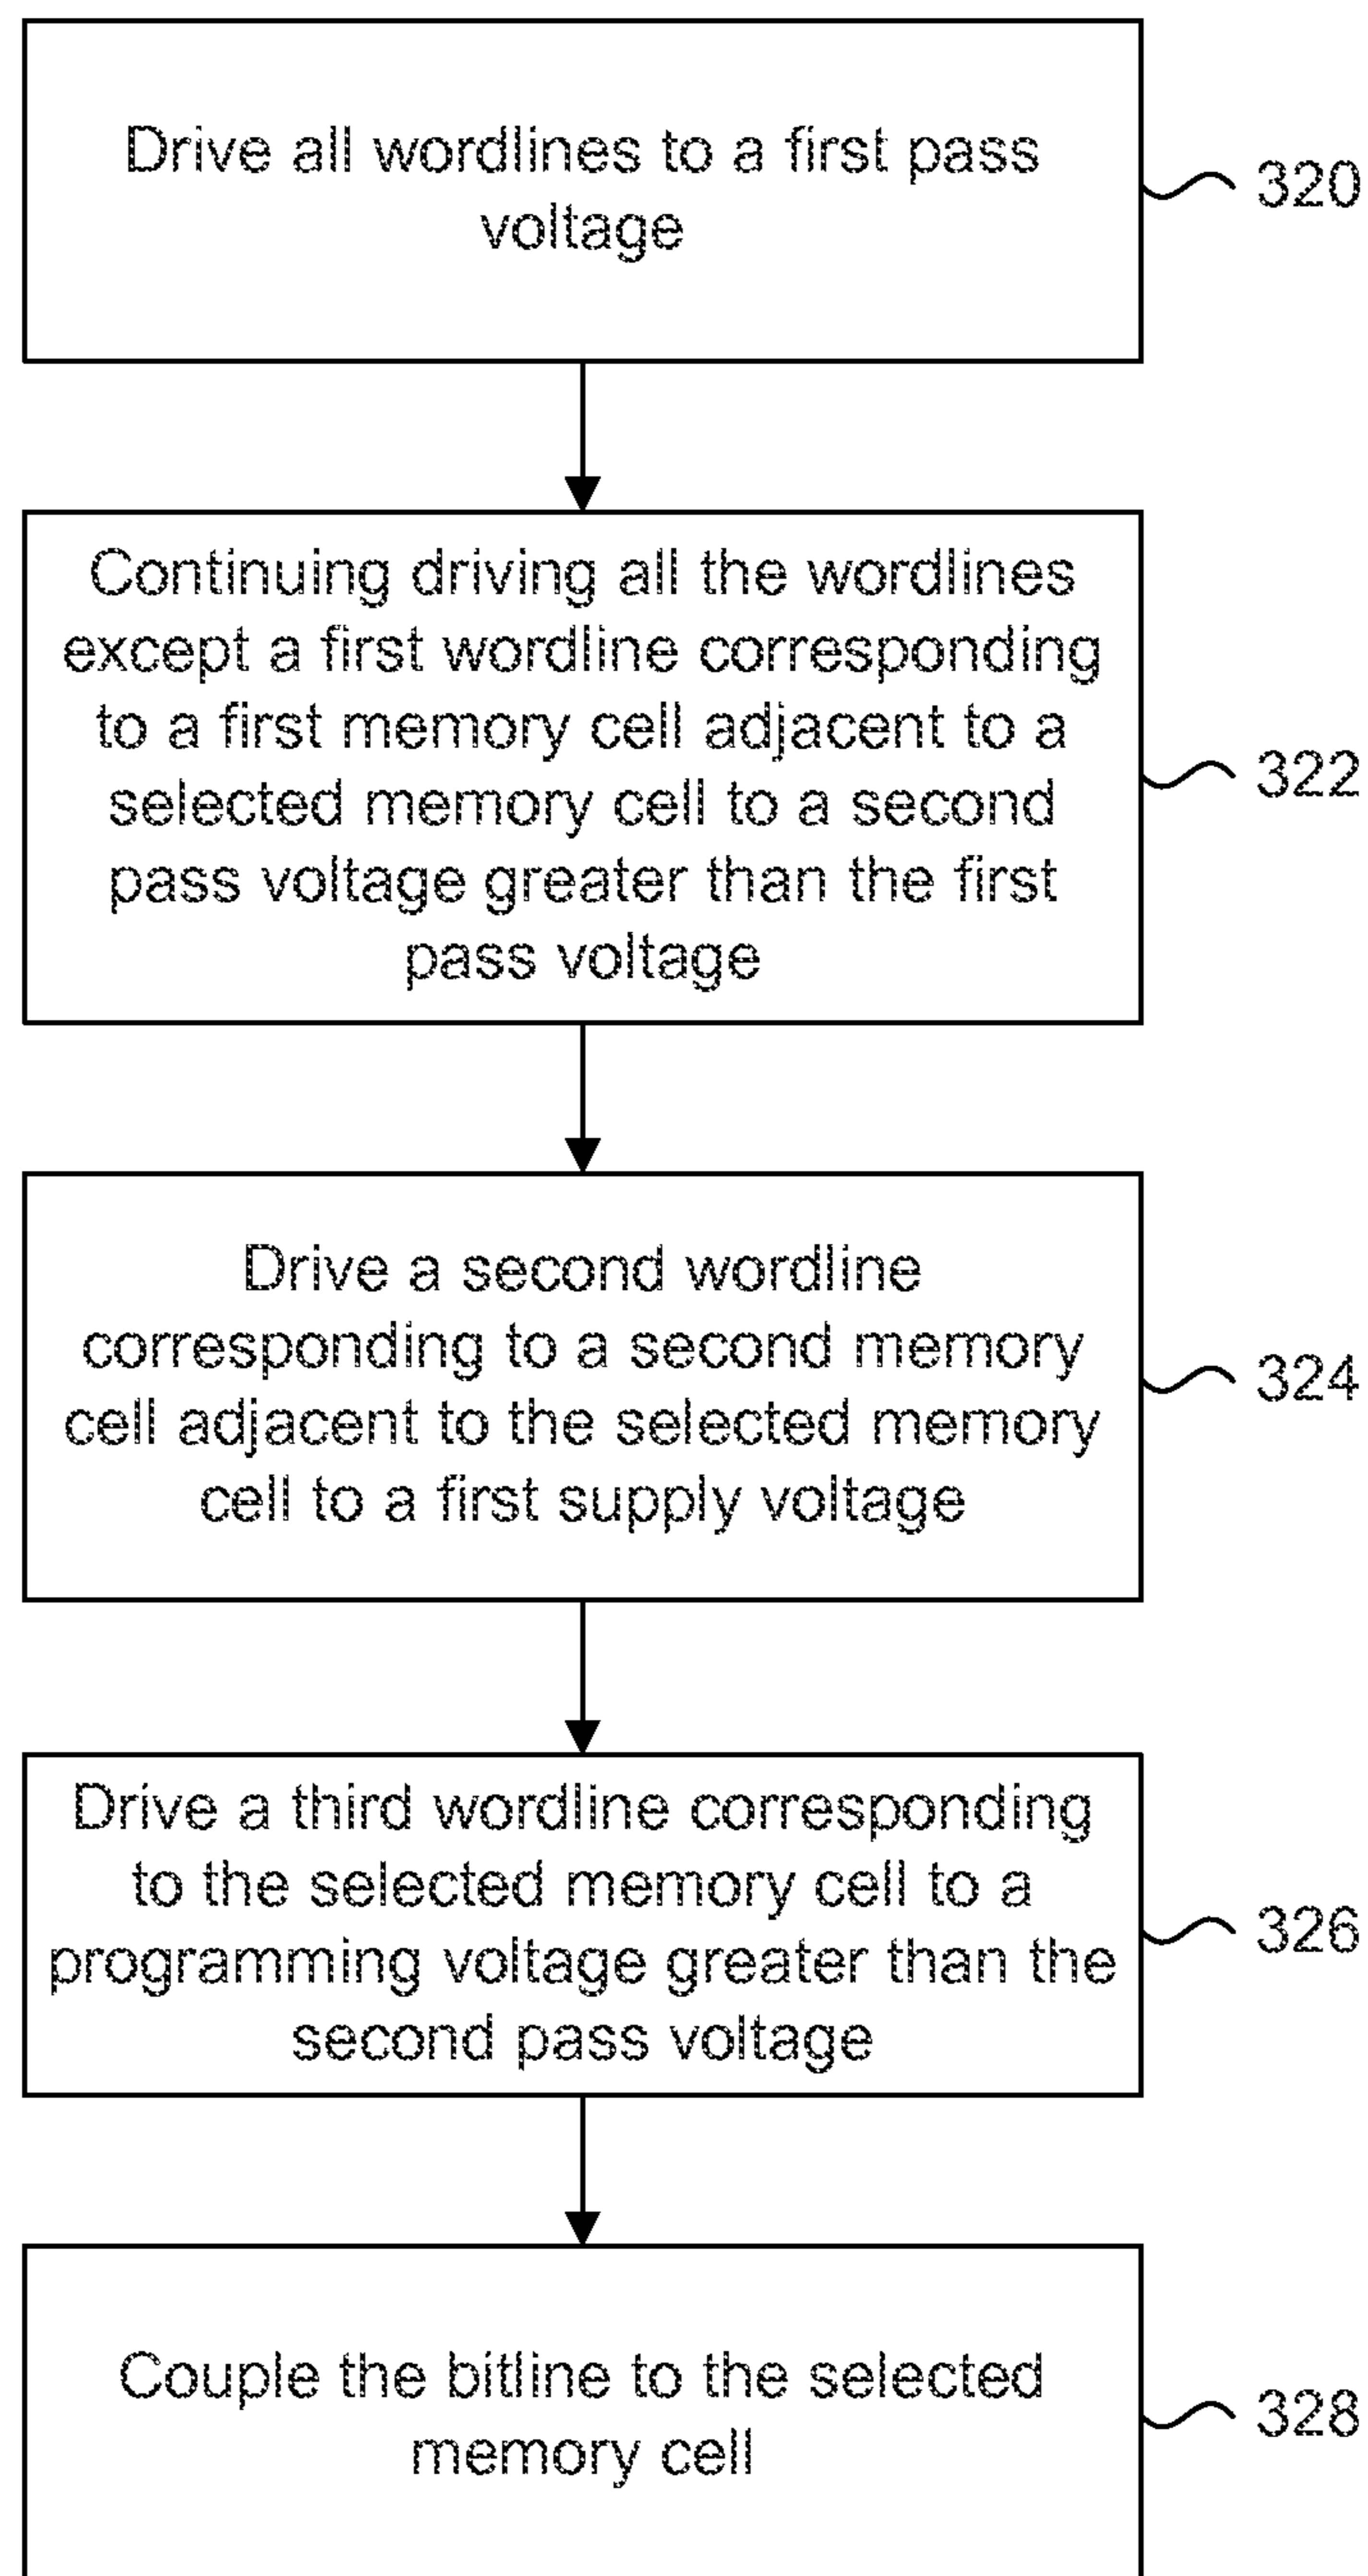 Drive all wordlines to a first pass
voltage
320
Continuing driving all the wordlines
except a first wordline corresponding
to a first memory cell adjacent to a
selected memory cell to a second
pass voltage greater than the first
pass voltage
322
Drive a second wordline
corresponding to a second memory
cell adjacent to the selected memory
cell to a first supply voltage
324
Drive a third wordline corresponding
to the selected memory cell to a
programming voltage greater than the
second pass voltage
326
Couple the bitline to the selected
memory cell
328